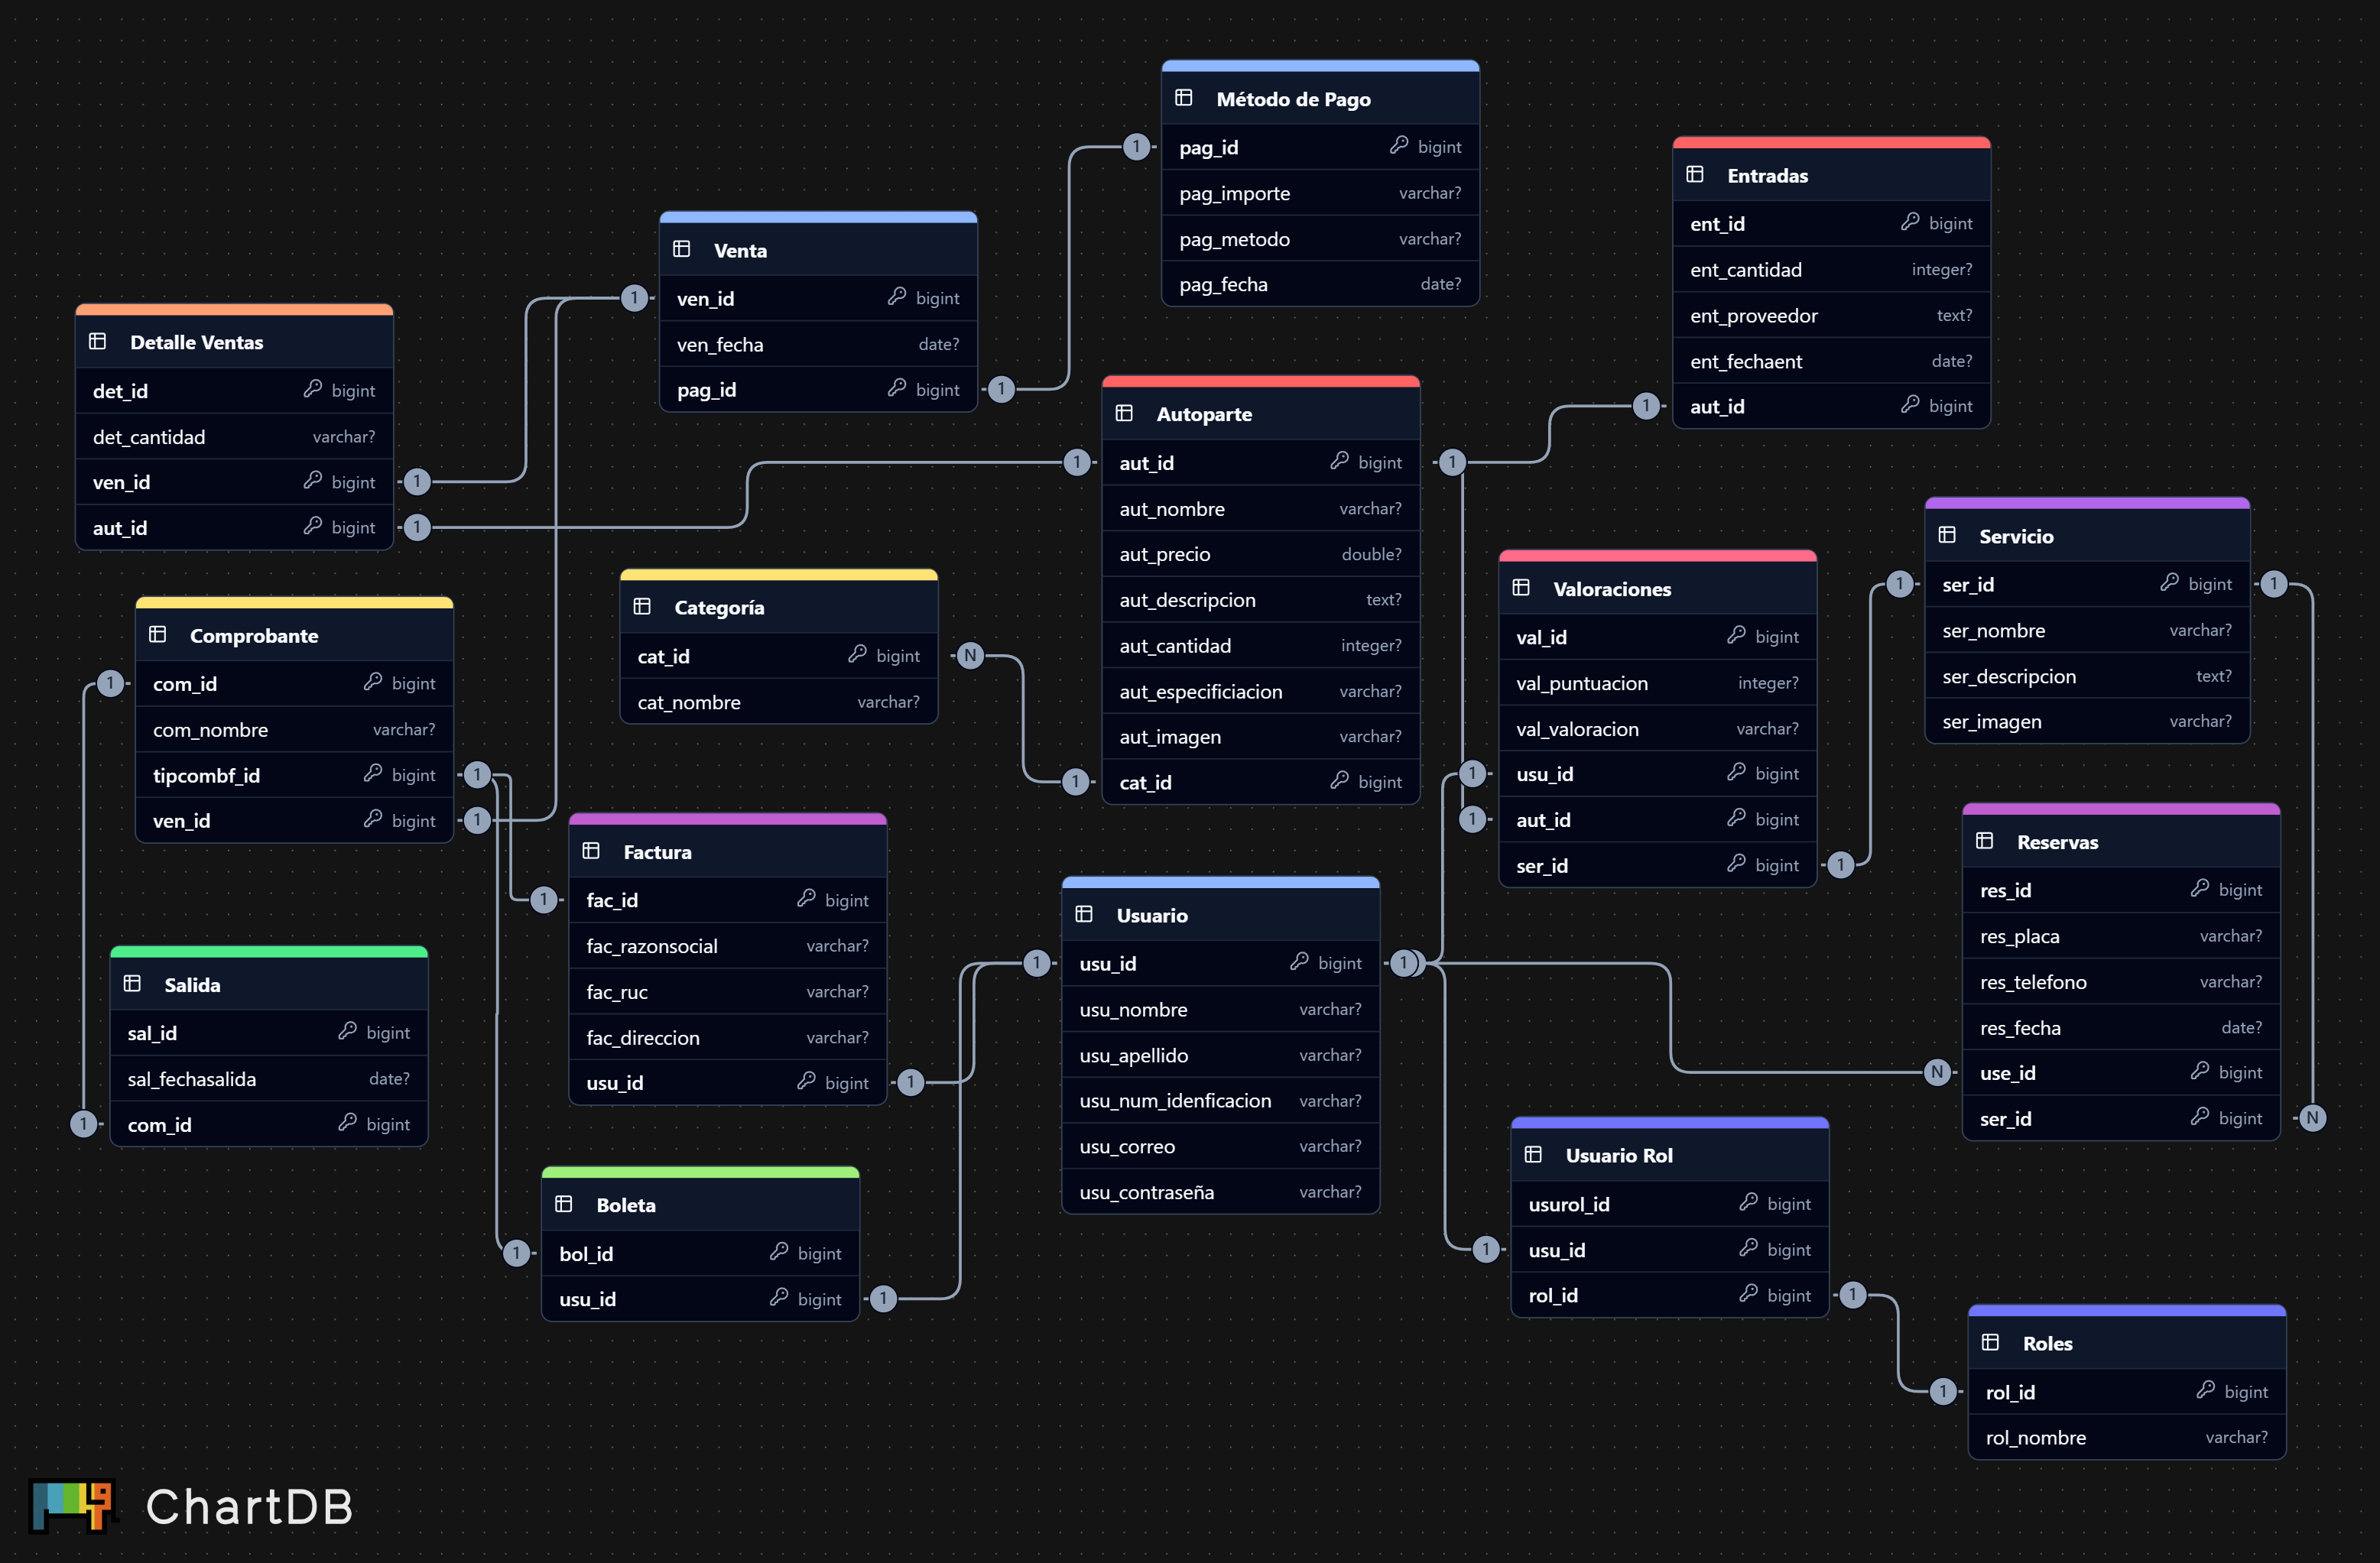 Método de Pago
pag_id bigint
pag_importe varchar?
pag_metodo varchar?
pag_fecha date?
Entradas
ent_id bigint
ent_cantidad integer?
ent_proveedor text?
ent_fechaent date?
1 aut_id bigint
1
Venta
1 ven_id bigint
ven_fecha date?
pag_id bigint 1
Detalle Ventas
det_id bigint
det_cantidad varchar?
ven_id bigint 1
aut_id bigint 1
Autoparte
1 aut_id bigint 1
aut_nombre varchar?
aut_precio double?
aut_descripcion text?
aut_cantidad integer?
aut_especificiacion varchar?
aut_imagen varchar?
1 cat_id bigint
Servicio
1 ser_id bigint 1
ser_nombre varchar?
ser_descripcion text?
ser_imagen varchar?
Valoraciones
val_id bigint
val_puntuacion integer?
val_valoracion varchar?
1 usu_id bigint
1 aut_id bigint
ser_id bigint 1
Categoría
cat_id bigint N
cat_nombre varchar?
Comprobante
1 com_id bigint
com_nombre varchar?
tipcombf_id bigint 1
ven_id bigint 1
Factura
1 fac_id bigint
fac_razonsocial varchar?
fac_ruc varchar?
fac_direccion varchar?
usu_id bigint 1
Reservas
res_id bigint
res_placa varchar?
res_telefono varchar?
res_fecha date?
N use_id bigint
ser_id bigint N
Usuario
1 usu_id bigint 1
usu_nombre varchar?
usu_apellido varchar?
usu_num_idenficacion varchar?
usu_correo varchar?
usu_contraseña varchar?
Salida
sal_id bigint
sal_fechasalida date?
1 com_id bigint
Boleta
1 bol_id bigint
usu_id bigint 1
Usuario Rol
usurol_id bigint
1 usu_id bigint
rol_id bigint 1
Roles
1 rol_id bigint
rol_nombre varchar?
ChartDB